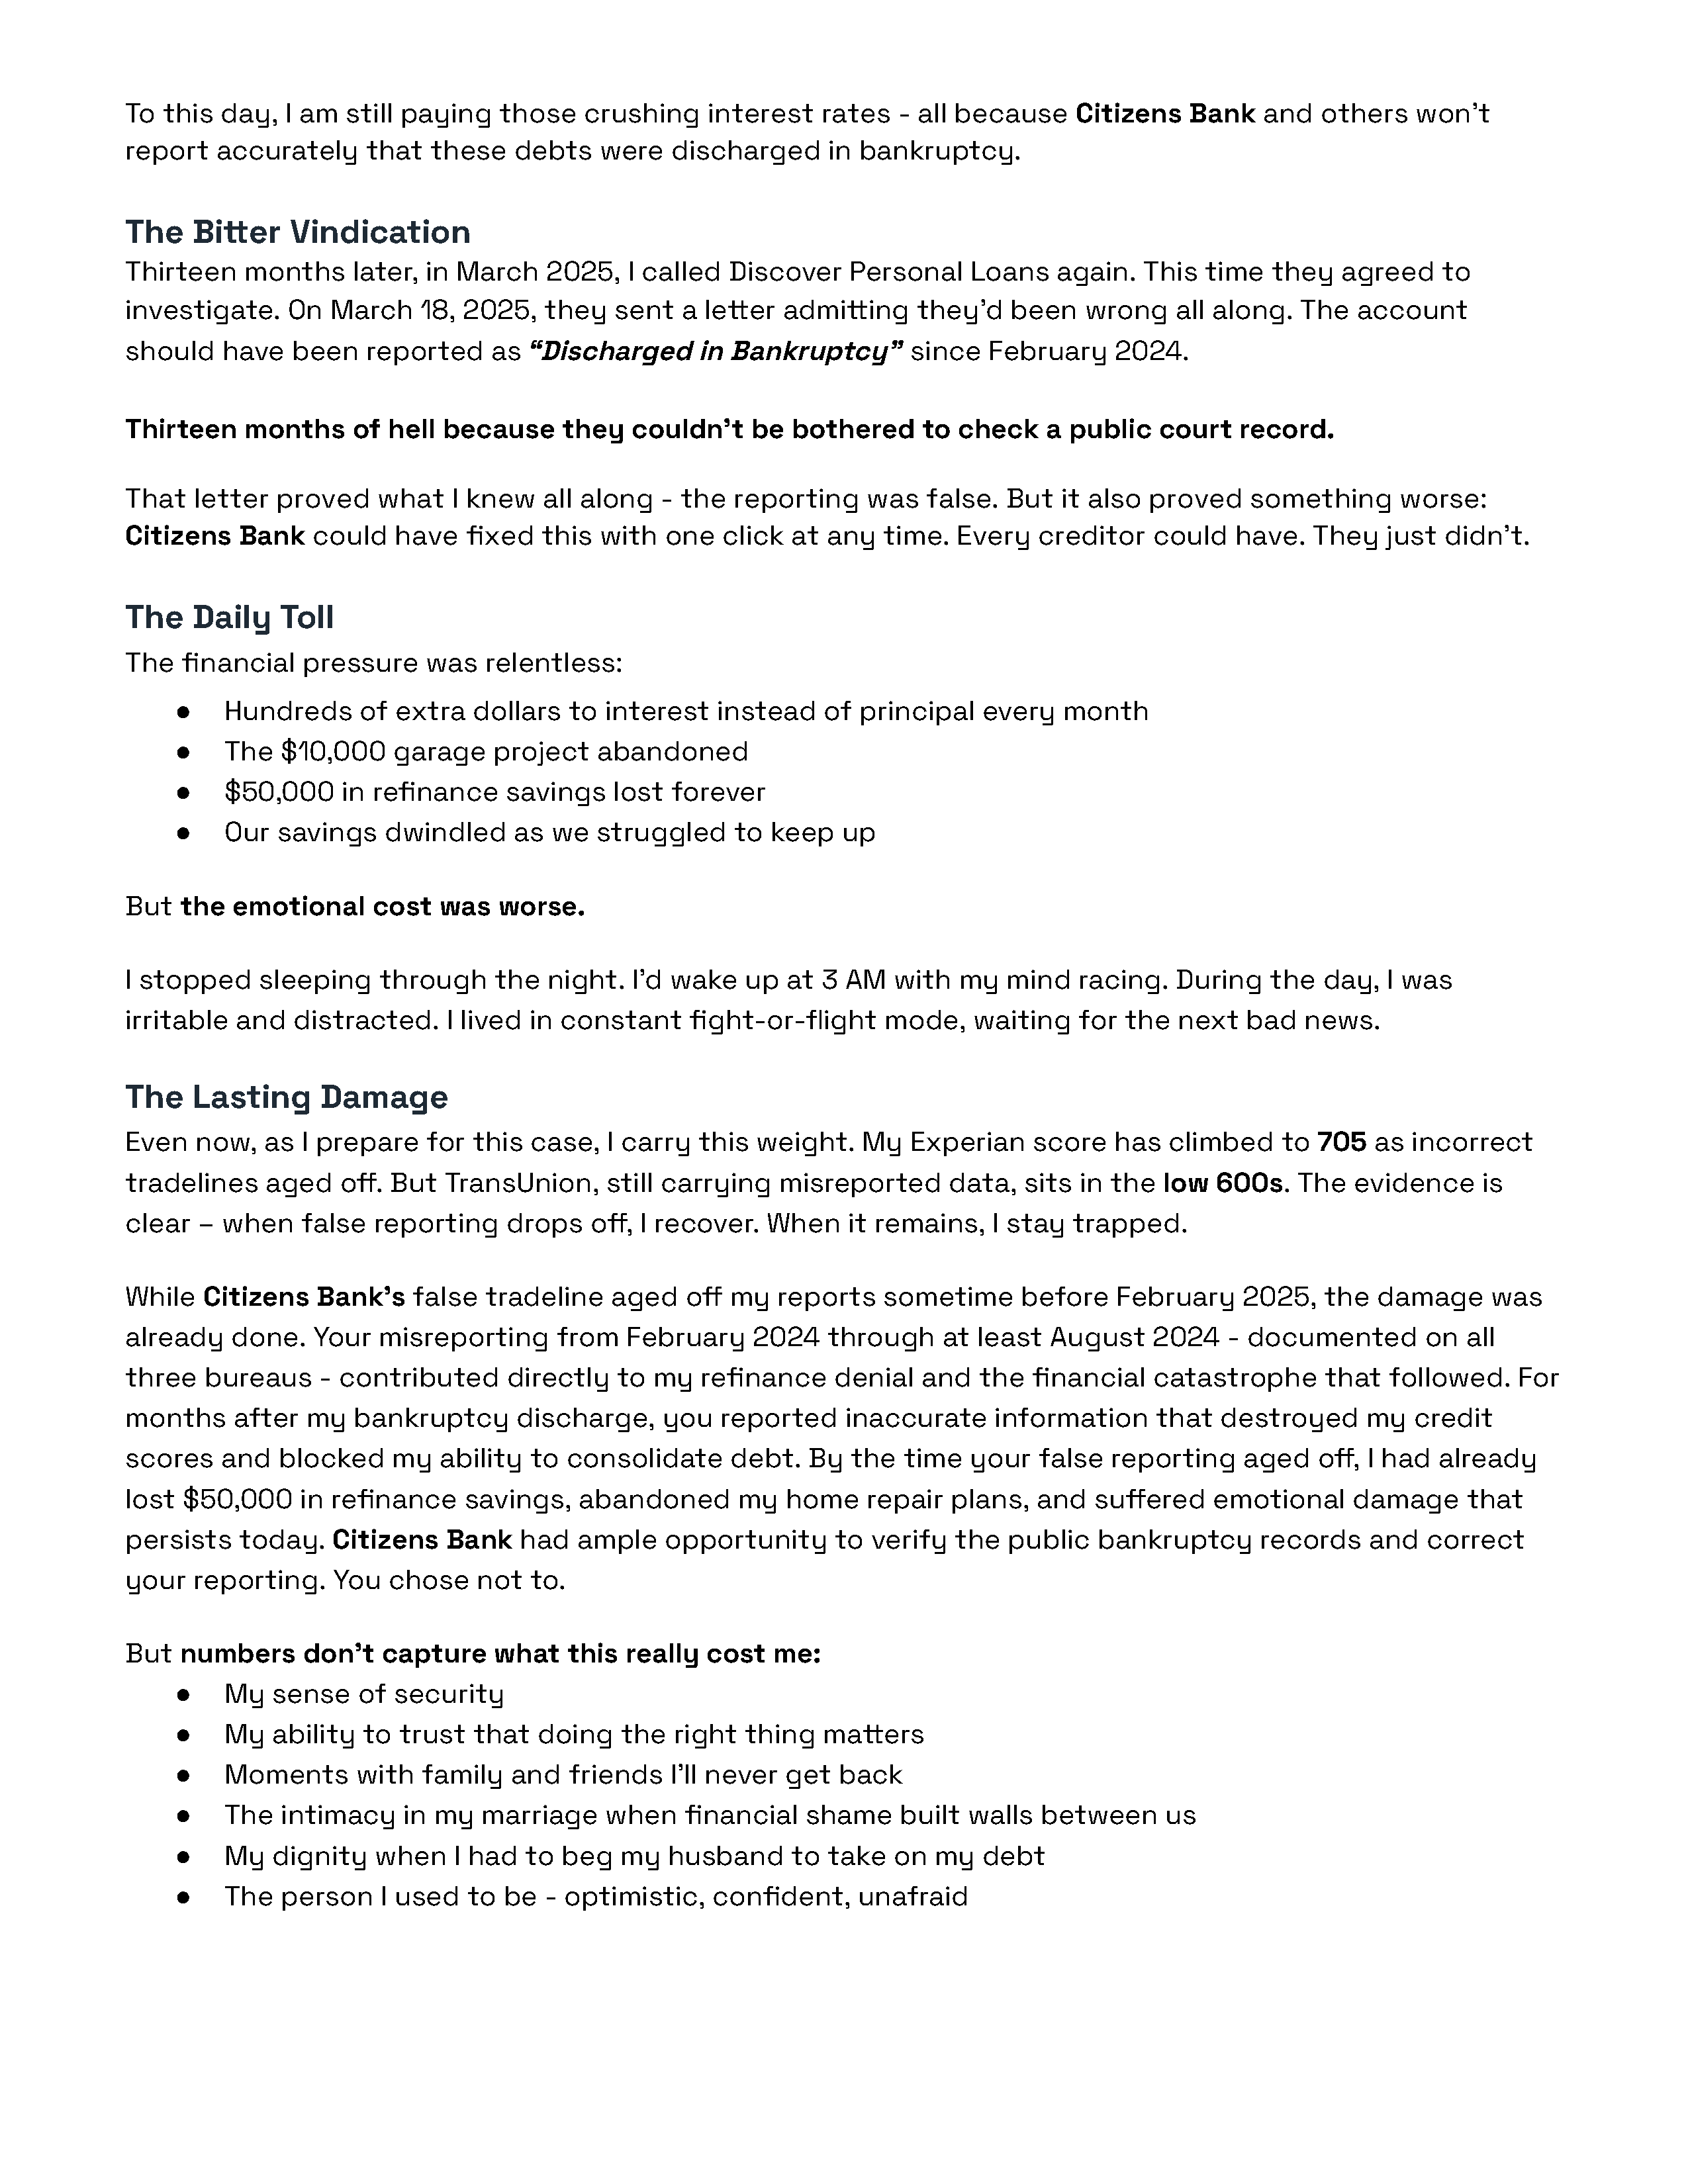 To this day, I am still paying those crushing interest rates - all because Citizens Bank and others won’t
report accurately that these debts were discharged in bankruptcy.
The Bitter Vindication
Thirteen months later, in March 2025, I called Discover Personal Loans again. This time they agreed to
investigate. On March 18, 2025, they sent a letter admitting they’d been wrong all along. The account
should have been reported as “Discharged in Bankruptcy” since February 2024.
Thirteen months of hell because they couldn’t be bothered to check a public court record.
That letter proved what I knew all along - the reporting was false. But it also proved something worse:
Citizens Bank could have fixed this with one click at any time. Every creditor could have. They just didn’t.
The Daily Toll
The financial pressure was relentless:
● Hundreds of extra dollars to interest instead of principal every month
● The $10,000 garage project abandoned
● $50,000 in refinance savings lost forever
● Our savings dwindled as we struggled to keep up
But the emotional cost was worse.
I stopped sleeping through the night. I’d wake up at 3 AM with my mind racing. During the day, I was
irritable and distracted. I lived in constant fight-or-flight mode, waiting for the next bad news.
The Lasting Damage
Even now, as I prepare for this case, I carry this weight. My Experian score has climbed to 705 as incorrect
tradelines aged off. But TransUnion, still carrying misreported data, sits in the low 600s. The evidence is
clear – when false reporting drops off, I recover. When it remains, I stay trapped.
While Citizens Bank’s false tradeline aged off my reports sometime before February 2025, the damage was
already done. Your misreporting from February 2024 through at least August 2024 - documented on all
three bureaus - contributed directly to my refinance denial and the financial catastrophe that followed. For
months after my bankruptcy discharge, you reported inaccurate information that destroyed my credit
scores and blocked my ability to consolidate debt. By the time your false reporting aged off, I had already
lost $50,000 in refinance savings, abandoned my home repair plans, and suffered emotional damage that
persists today. Citizens Bank had ample opportunity to verify the public bankruptcy records and correct
your reporting. You chose not to.
But numbers don’t capture what this really cost me:
● My sense of security
● My ability to trust that doing the right thing matters
● Moments with family and friends I’ll never get back
● The intimacy in my marriage when financial shame built walls between us
● My dignity when I had to beg my husband to take on my debt
● The person I used to be - optimistic, confident, unafraid